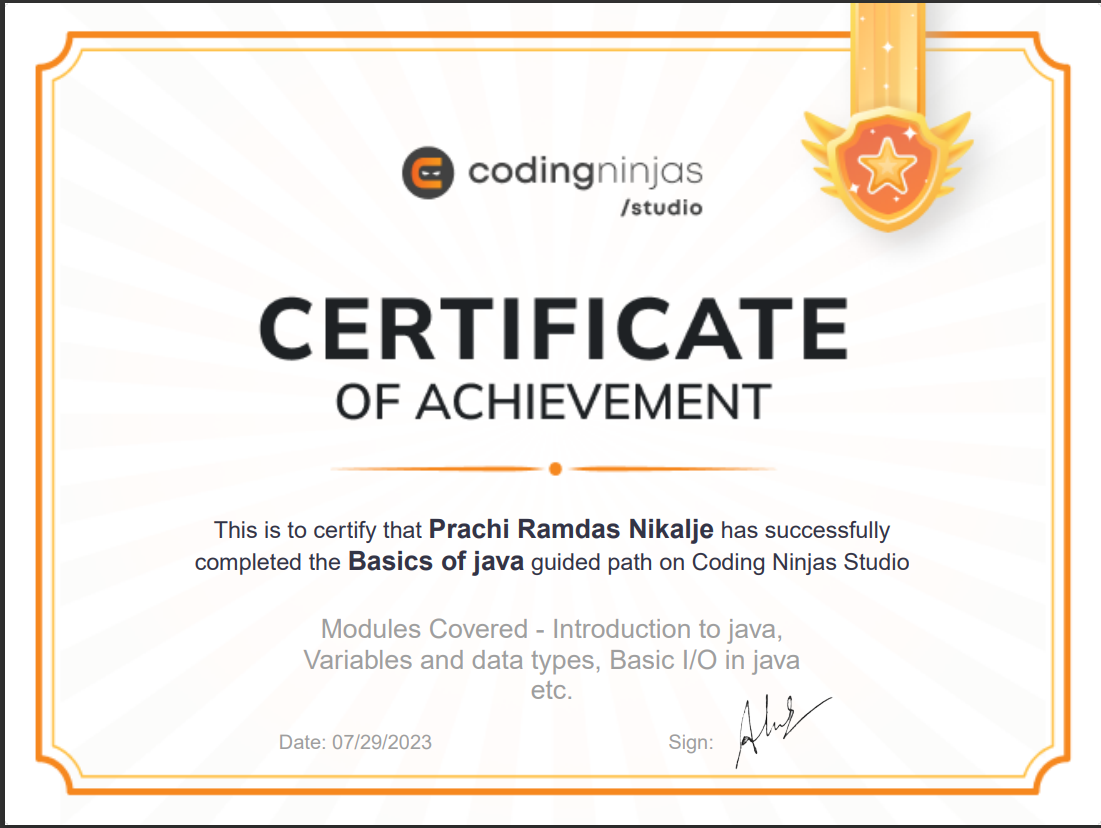 codingninjas
/studio
CERTIFICATE
OF ACHIEVEMENT
This is to certify that Prachi Ramdas Nikalje has successfully
completed the Basics of java guided path on Coding Ninjas Studio
Modules Covered - Introduction to java,
Variables and data types, Basic I/O in java
etc.
Date: 07/29/2023
Sign: